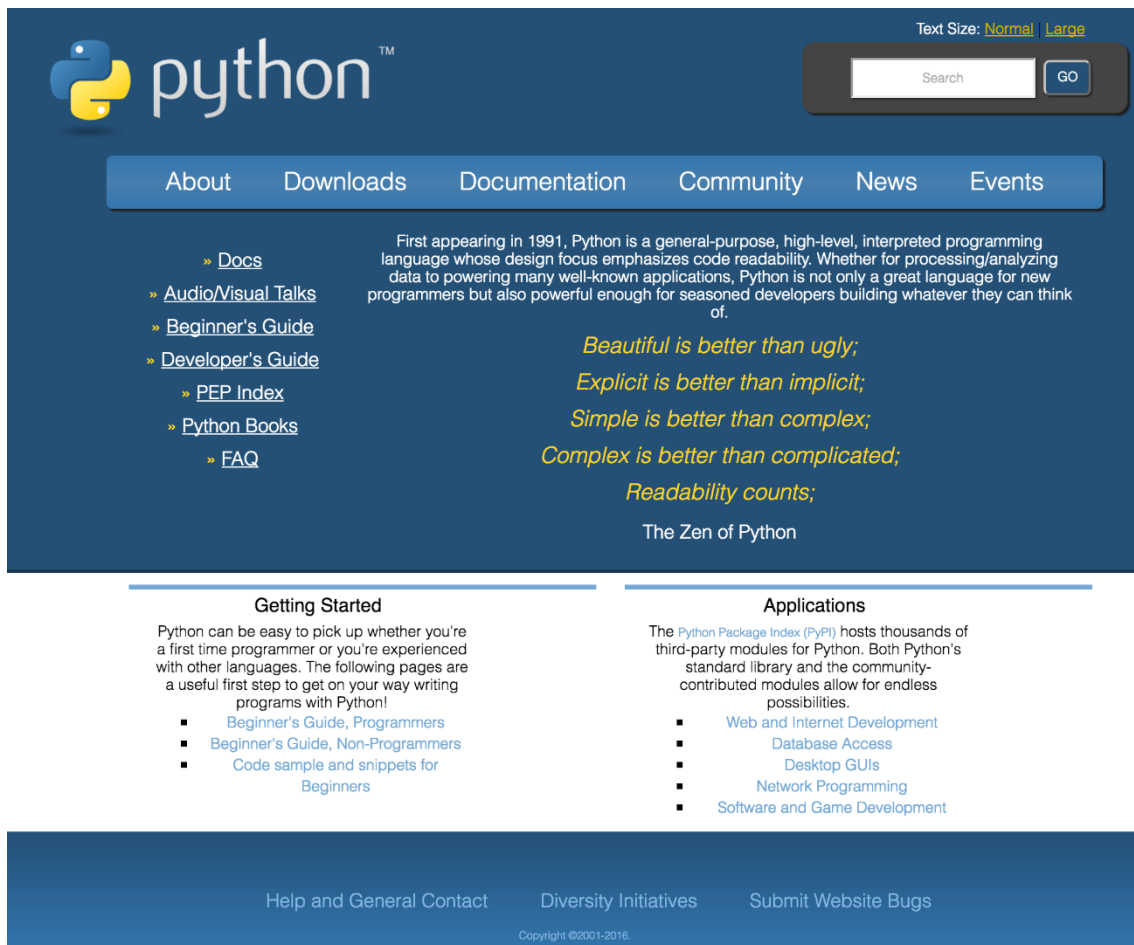 Text Size: Normal | Large
python™
Search
GO
About Downloads Documentation Community News Events
» Docs
» Audio/Visual Talks
» Beginner's Guide
» Developer's Guide
» PEP Index
» Python Books
» FAQ
First appearing in 1991, Python is a general-purpose, high-level, interpreted programming
language whose design focus emphasizes code readability. Whether for processing/analyzing
data to powering many well-known applications, Python is not only a great language for new
programmers but also powerful enough for seasoned developers building whatever they can think
of.
Beautiful is better than ugly;
Explicit is better than implicit;
Simple is better than complex;
Complex is better than complicated;
Readability counts;
The Zen of Python
Getting Started
Python can be easy to pick up whether you're
a first time programmer or you're experienced
with other languages. The following pages are
a useful first step to get on your way writing
programs with Python!
▪ Beginner's Guide, Programmers
▪ Beginner's Guide, Non-Programmers
▪ Code sample and snippets for
Beginners
Applications
The Python Package Index (PyPI) hosts thousands of
third-party modules for Python. Both Python's
standard library and the community-
contributed modules allow for endless
possibilities.
▪ Web and Internet Development
▪ Database Access
▪ Desktop GUIs
▪ Network Programming
▪ Software and Game Development
Help and General Contact Diversity Initiatives Submit Website Bugs
Copyright ©2001-2016.